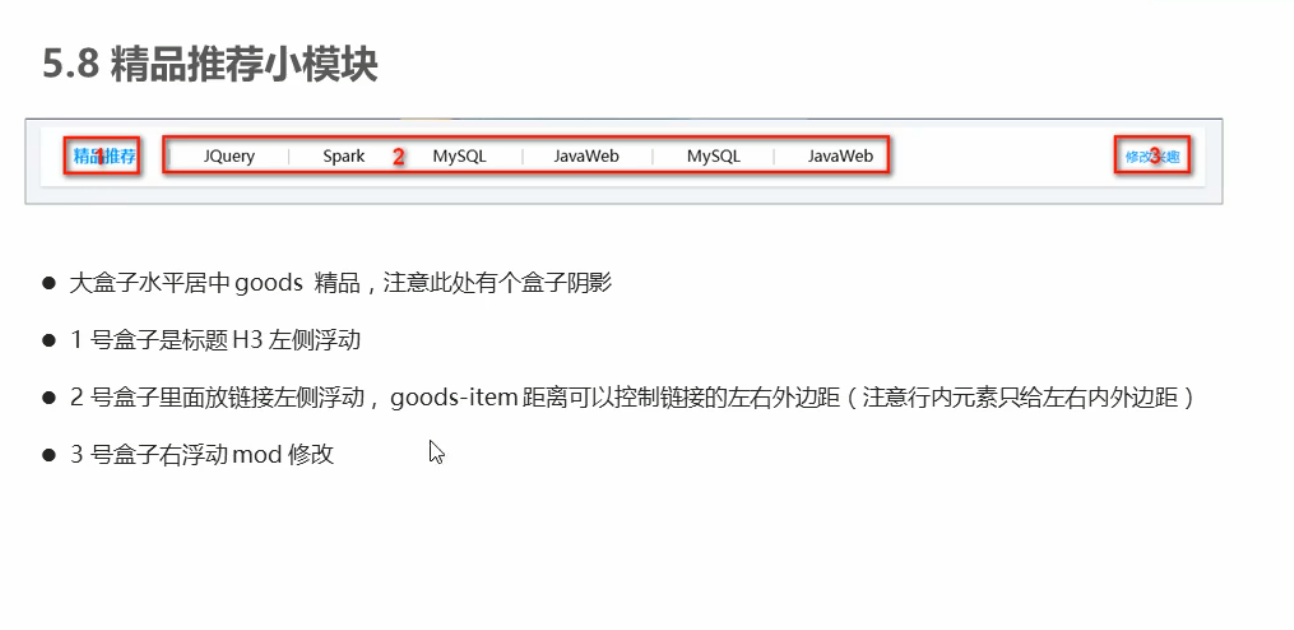 5.8 精品推荐小模块
精品推荐 1 | JQuery | Spark 2 MySQL | JavaWeb | MySQL | JavaWeb 修改兴趣 3
● 大盒子水平居中 goods 精品，注意此处有个盒子阴影
● 1 号盒子是标题 H3 左侧浮动
● 2 号盒子里面放链接左侧浮动，goods-item 距离可以控制链接的左右外边距（注意行内元素只给左右内外边距）
● 3 号盒子右浮动 mod 修改